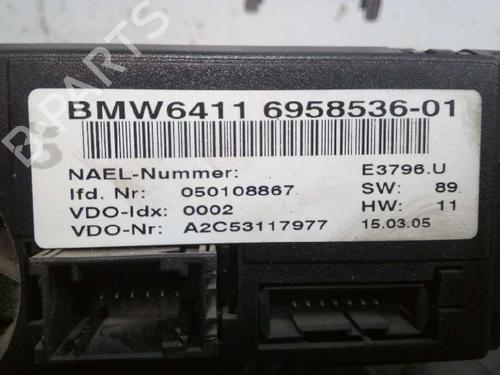 BMW6411 6958536-01
NAEL-Nummer: E3796.U
lfd. Nr: 050108867 SW: 89
VDO-Idx: 0002 HW: 11
VDO-Nr: A2C53117977 15.03.05
B-PARTS